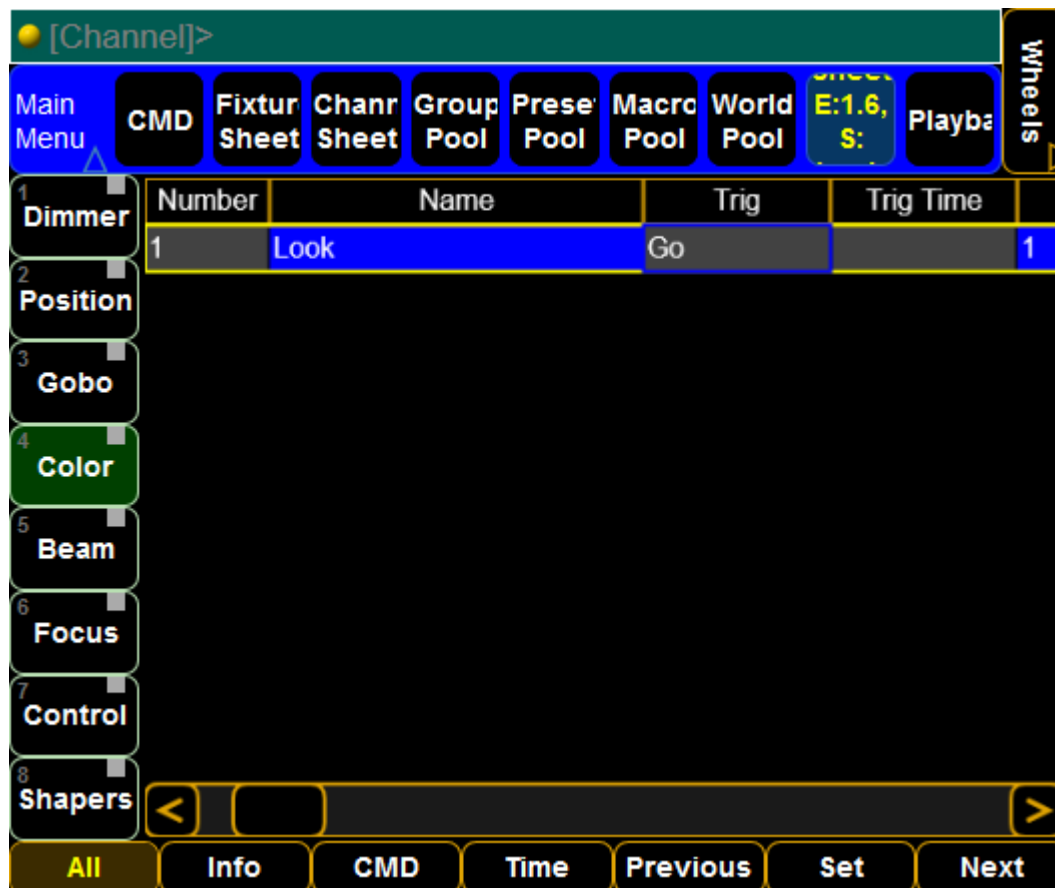 [Channel]>
Wheels
Main
Menu
CMD
Fixtur
Sheet
Chanr
Sheet
Group
Pool
Prese
Pool
Macro
Pool
World
Pool
E:1.6,
S:
Playba
1
Dimmer
2
Position
3
Gobo
4
Color
5
Beam
6
Focus
7
Control
8
Shapers
Number Name Trig Trig Time
1 Look Go 1
< >
All Info CMD Time Previous Set Next